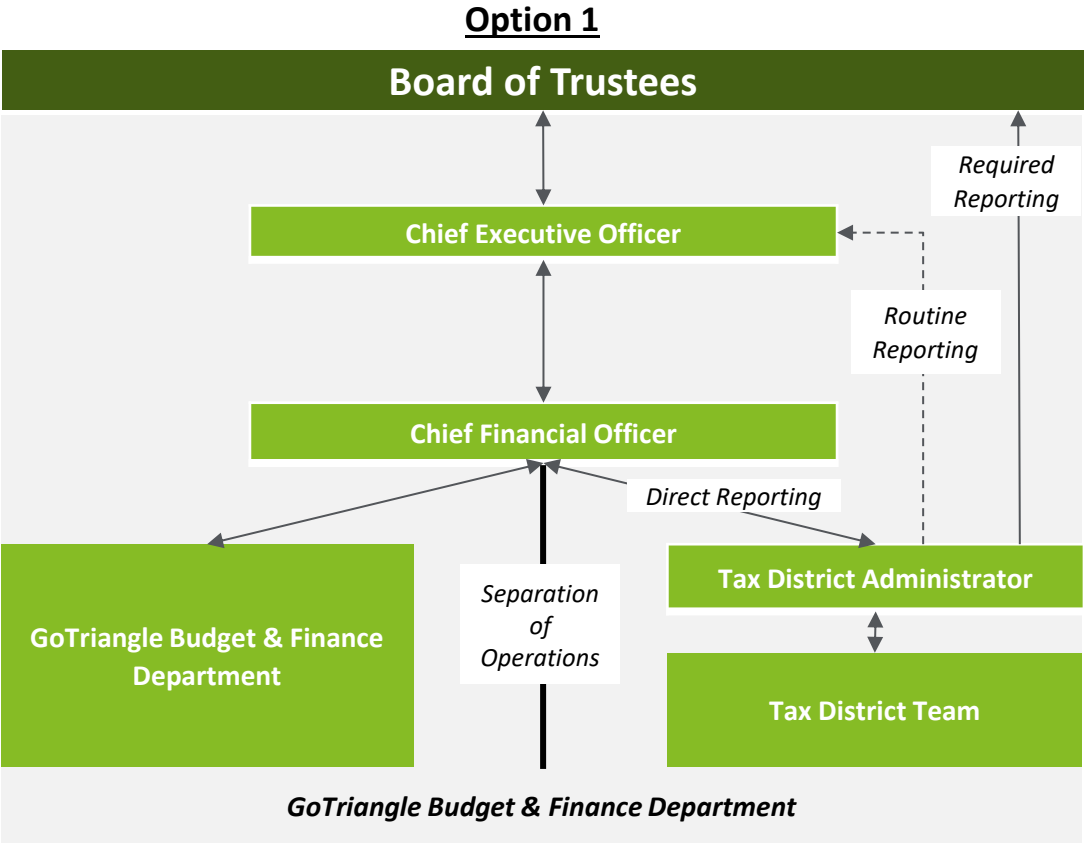 Option 1
Board of Trustees
Required
Reporting
Chief Executive Officer
Routine
Reporting
Chief Financial Officer
Direct Reporting
Separation
of
Operations
GoTriangle Budget & Finance
Department
Tax District Administrator
Tax District Team
GoTriangle Budget & Finance Department